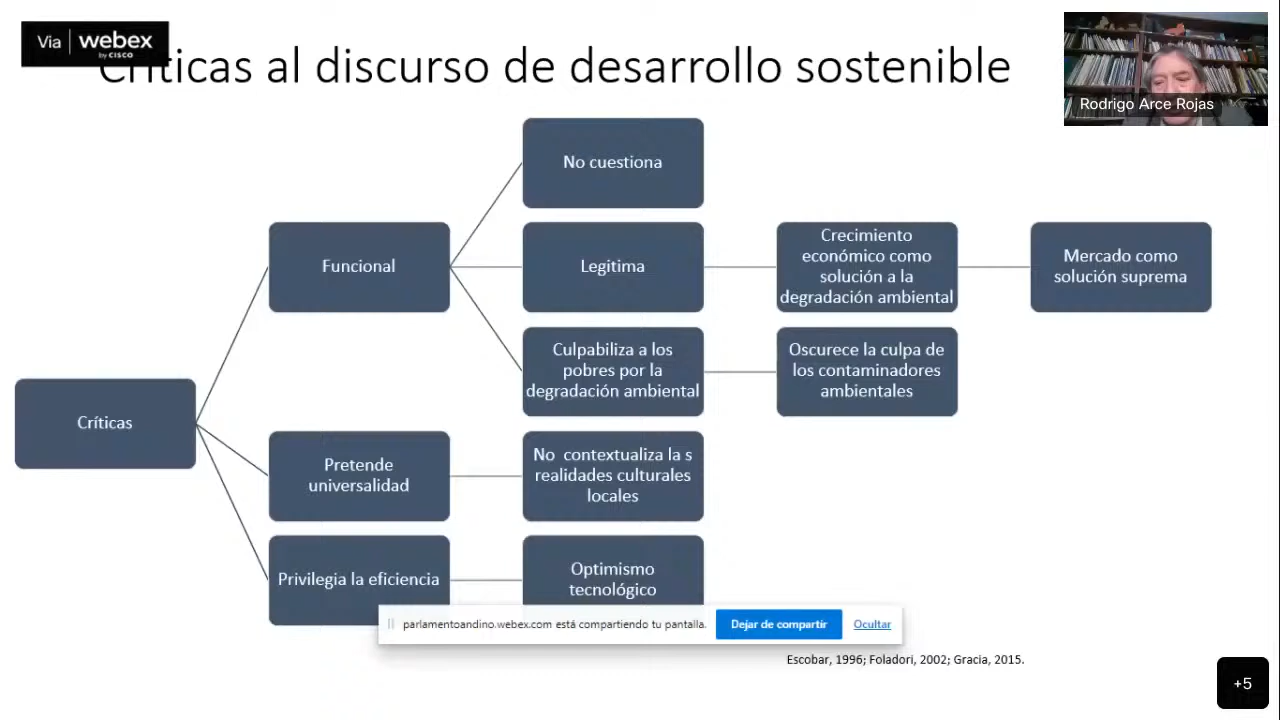 Via webex
by CISCO
Críticas al discurso de desarrollo sostenible
Rodrigo Arce Rojas
No cuestiona
Funcional
Legitima
Crecimiento
económico como
solución a la
degradación ambiental
Mercado como
solución suprema
Culpabiliza a los
pobres por la
degradación ambiental
Oscurece la culpa de
los contaminadores
ambientales
Críticas
Pretende
universalidad
No contextualiza la s
realidades culturales
locales
Privilegia la eficiencia
Optimismo
tecnológico
parlamentoandino.webex.com está compartiendo tu pantalla.
Dejar de compartir
Ocultar
Escobar, 1996; Foladori, 2002; Gracia, 2015.
+5